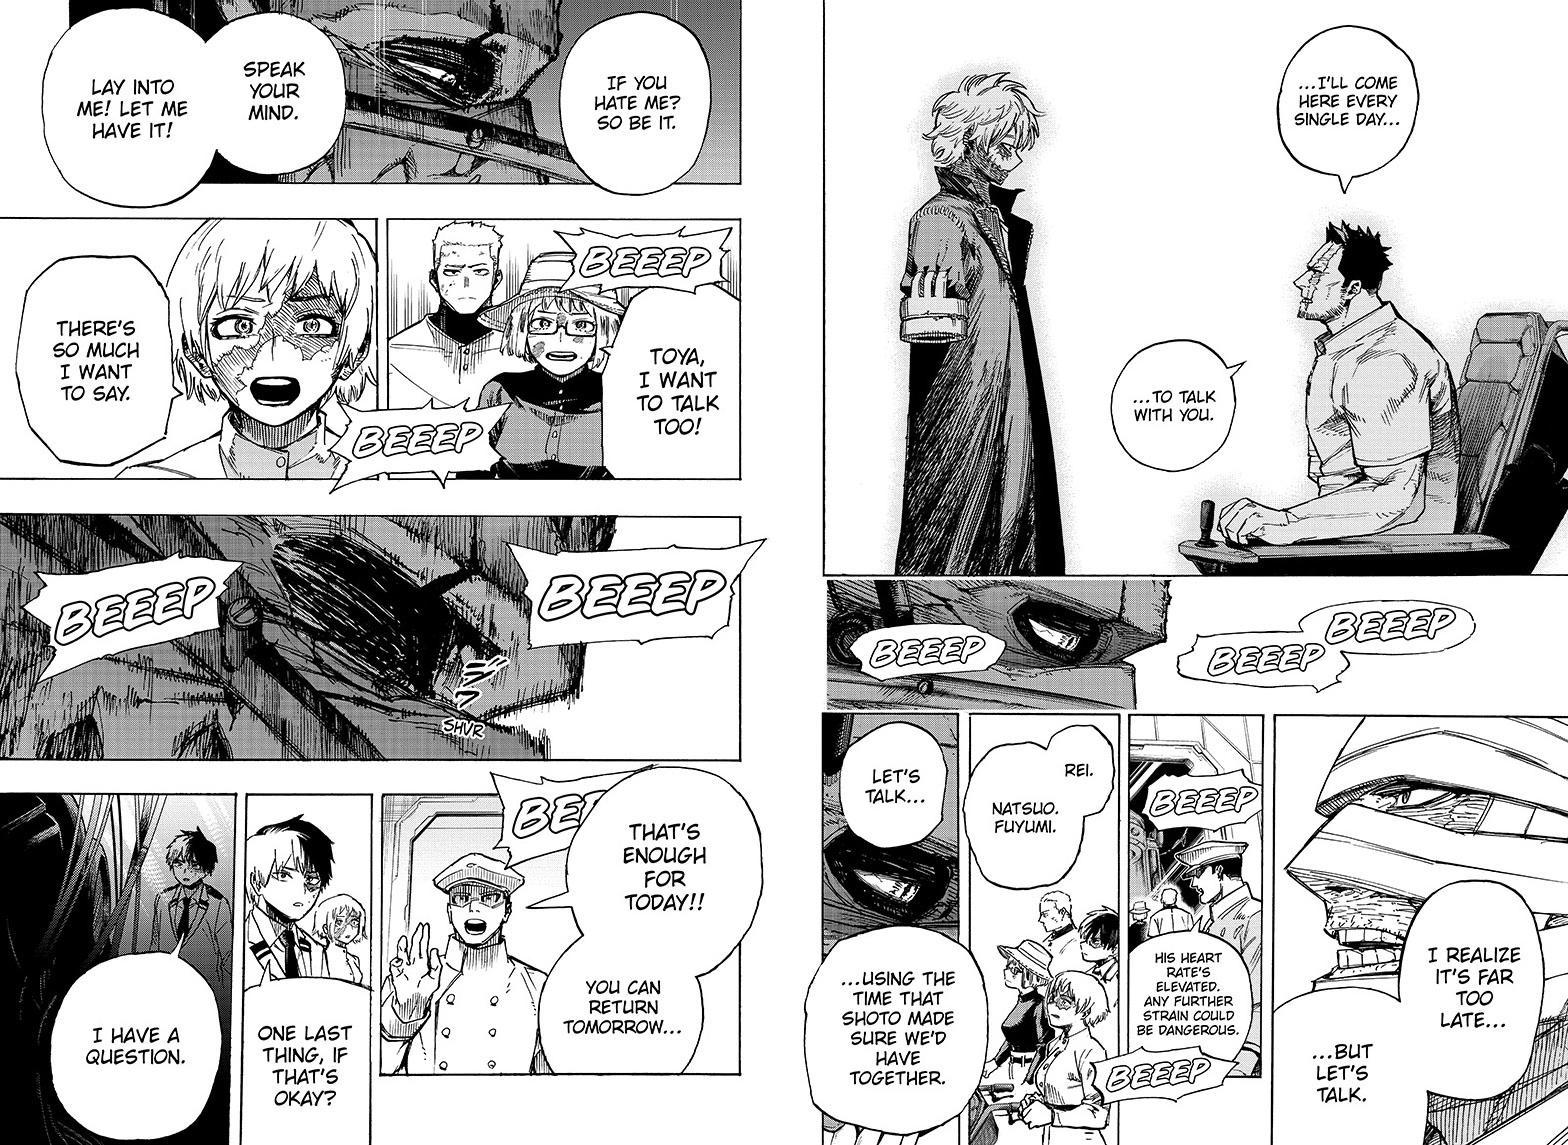 ...I'LL COME
HERE EVERY
SINGLE DAY...
...TO TALK
WITH YOU.
BEEEP
BEEEP
BEEEP
I REALIZE
IT'S FAR
TOO
LATE...
...BUT
LET'S
TALK.
BEEEP
HIS HEART
RATE'S
ELEVATED.
ANY FURTHER
STRAIN COULD
BE DANGEROUS.
BEEEP
REI.
NATSUO.
FUYUMI.
LET'S
TALK...
...USING THE
TIME THAT
SHOTO MADE
SURE WE'D
HAVE
TOGETHER.
IF YOU
HATE ME?
SO BE IT.
SPEAK
YOUR
MIND.
LAY INTO
ME! LET ME
HAVE IT!
BEEEP
TOYA,
I WANT
TO TALK
TOO!
BEEEP
THERE'S
SO MUCH
I WANT
TO SAY.
BEEEP
SHVR
BEEEP
BEE
THAT'S
ENOUGH
FOR
TODAY!!
YOU CAN
RETURN
TOMORROW...
ONE LAST
THING, IF
THAT'S
OKAY?
I HAVE A
QUESTION.